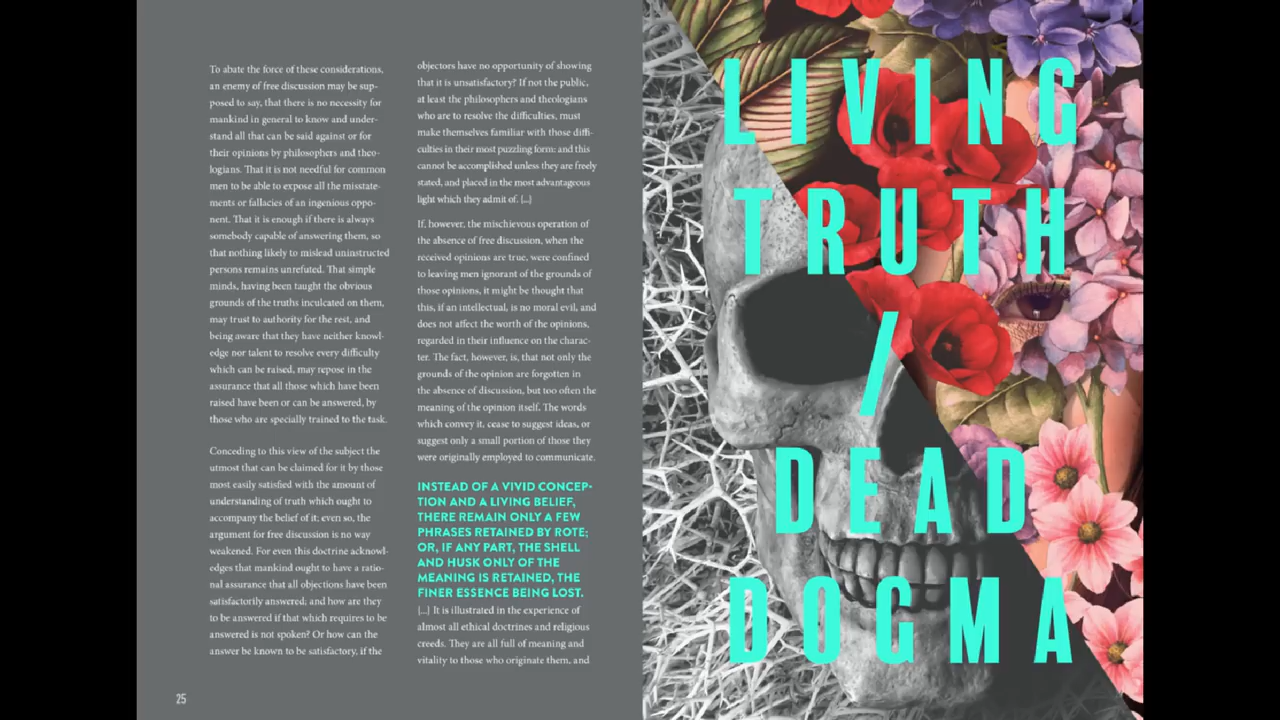 To abate the force of these considerations,
an enemy of free discussion may be sup-
posed to say, that there is no necessity for
mankind in general to know and under-
stand all that can be said against or for
their opinions by philosophers and theo-
logians. That it is not needful for common
men to be able to expose all the misstate-
ments or fallacies of an ingenious oppo-
nent. That it is enough if there is always
somebody capable of answering them, so
that nothing likely to mislead uninstructed
persons remains unrefuted. That simple
minds, having been taught the obvious
grounds of the truths inculcated on them,
may trust to authority for the rest, and
being aware that they have neither knowl-
edge nor talent to resolve every difficulty
which can be raised, may repose in the
assurance that all those which have been
raised have been or can be answered, by
those who are specially trained to the task.
Conceding to this view of the subject the
utmost that can be claimed for it by those
most easily satisfied with the amount of
understanding of truth which ought to
accompany the belief of it; even so, the
argument for free discussion is no way
weakened. For even this doctrine acknowl-
edges that mankind ought to have a ratio-
nal assurance that all objections have been
satisfactorily answered; and how are they
to be answered if that which requires to be
answered is not spoken? Or how can the
answer be known to be satisfactory, if the
objectors have no opportunity of showing
that it is unsatisfactory? If not the public,
at least the philosophers and theologians
who are to resolve the difficulties, must
make themselves familiar with those diffi-
culties in their most puzzling form; and this
cannot be accomplished unless they are freely
stated, and placed in the most advantageous
light which they admit of. [...]
If, however, the mischievous operation of
the absence of free discussion, when the
received opinions are true, were confined
to leaving men ignorant of the grounds of
those opinions, it might be thought that
this, if an intellectual, is no moral evil, and
does not affect the worth of the opinions,
regarded in their influence on the charac-
ter. The fact, however, is, that not only the
grounds of the opinion are forgotten in
the absence of discussion, but too often the
meaning of the opinion itself. The words
which convey it, cease to suggest ideas, or
suggest only a small portion of those they
were originally employed to communicate.
INSTEAD OF A VIVID CONCEP-
TION AND A LIVING BELIEF,
THERE REMAIN ONLY A FEW
PHRASES RETAINED BY ROTE;
OR, IF ANY PART, THE SHELL
AND HUSK ONLY OF THE
MEANING IS RETAINED, THE
FINER ESSENCE BEING LOST.
[...] It is illustrated in the experience of
almost all ethical doctrines and religious
creeds. They are all full of meaning and
vitality to those who originate them, and
25
LIVING
TRUTH
/
DEAD
DOGMA